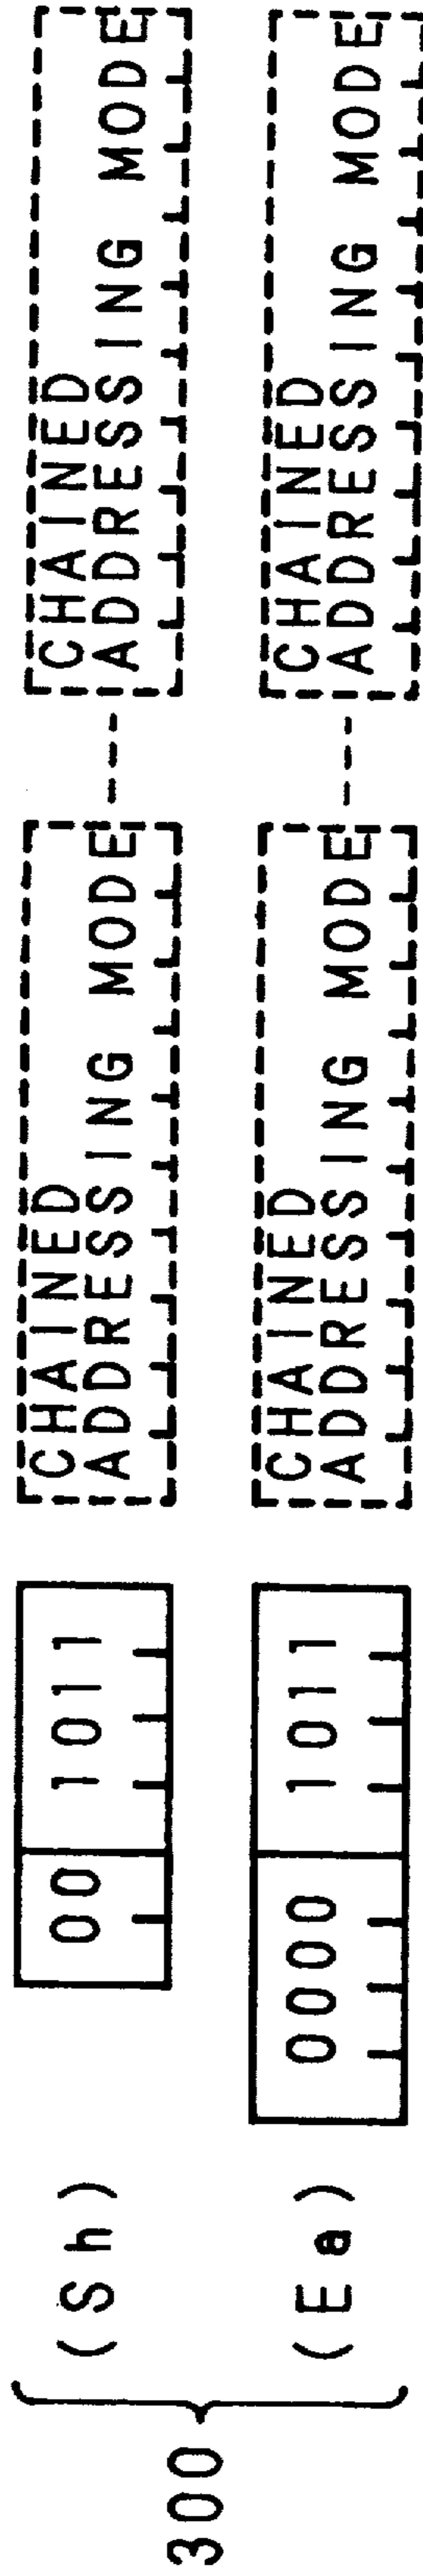 300
(Sh) 00 1011 CHAINED ADDRESSING MODE CHAINED ADDRESSING MODE
(Ea) 0000 1011 CHAINED ADDRESSING MODE CHAINED ADDRESSING MODE